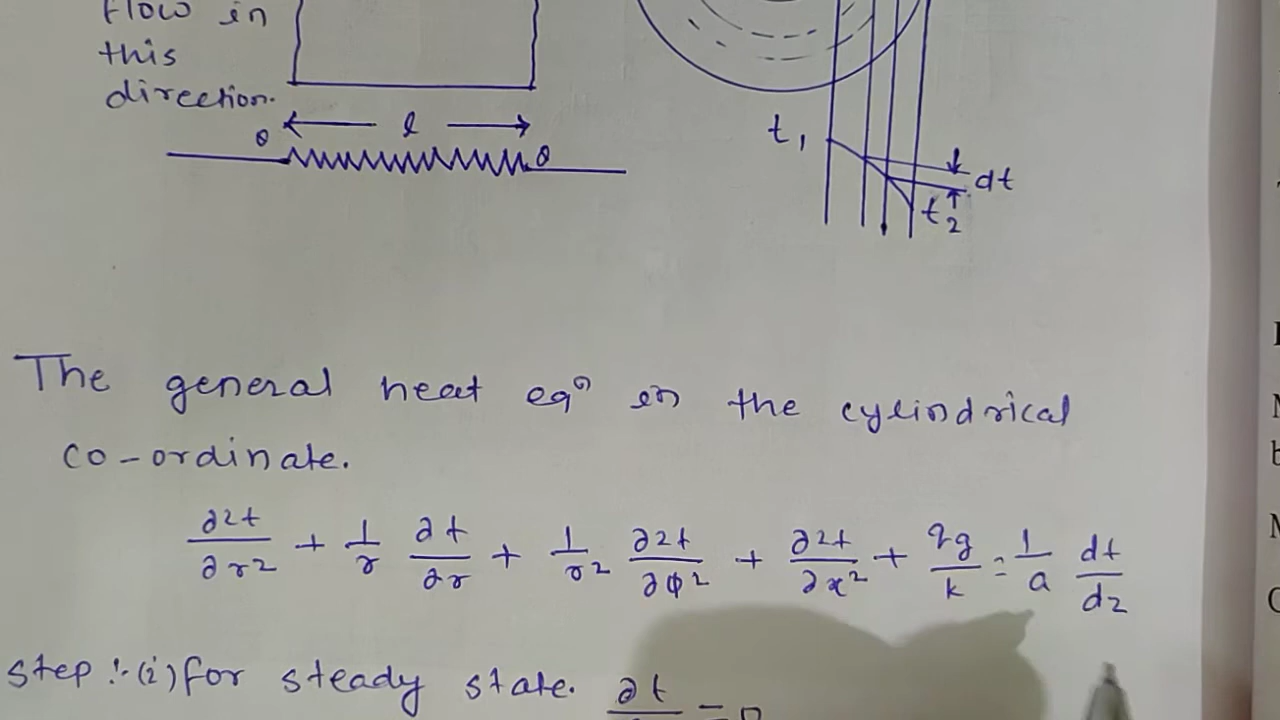 flow in
this
direction.
l
θ θ
t₁
dt
t₂
The general heat eqⁿ in the cylindrical
co-ordinate.
∂2t/∂r2 + 1/r ∂t/∂r + 1/r2 ∂2t/∂φ2 + ∂2t/∂x2 + qg/k = 1/a dt/dz
step :- (i) for steady state. ∂t = 0